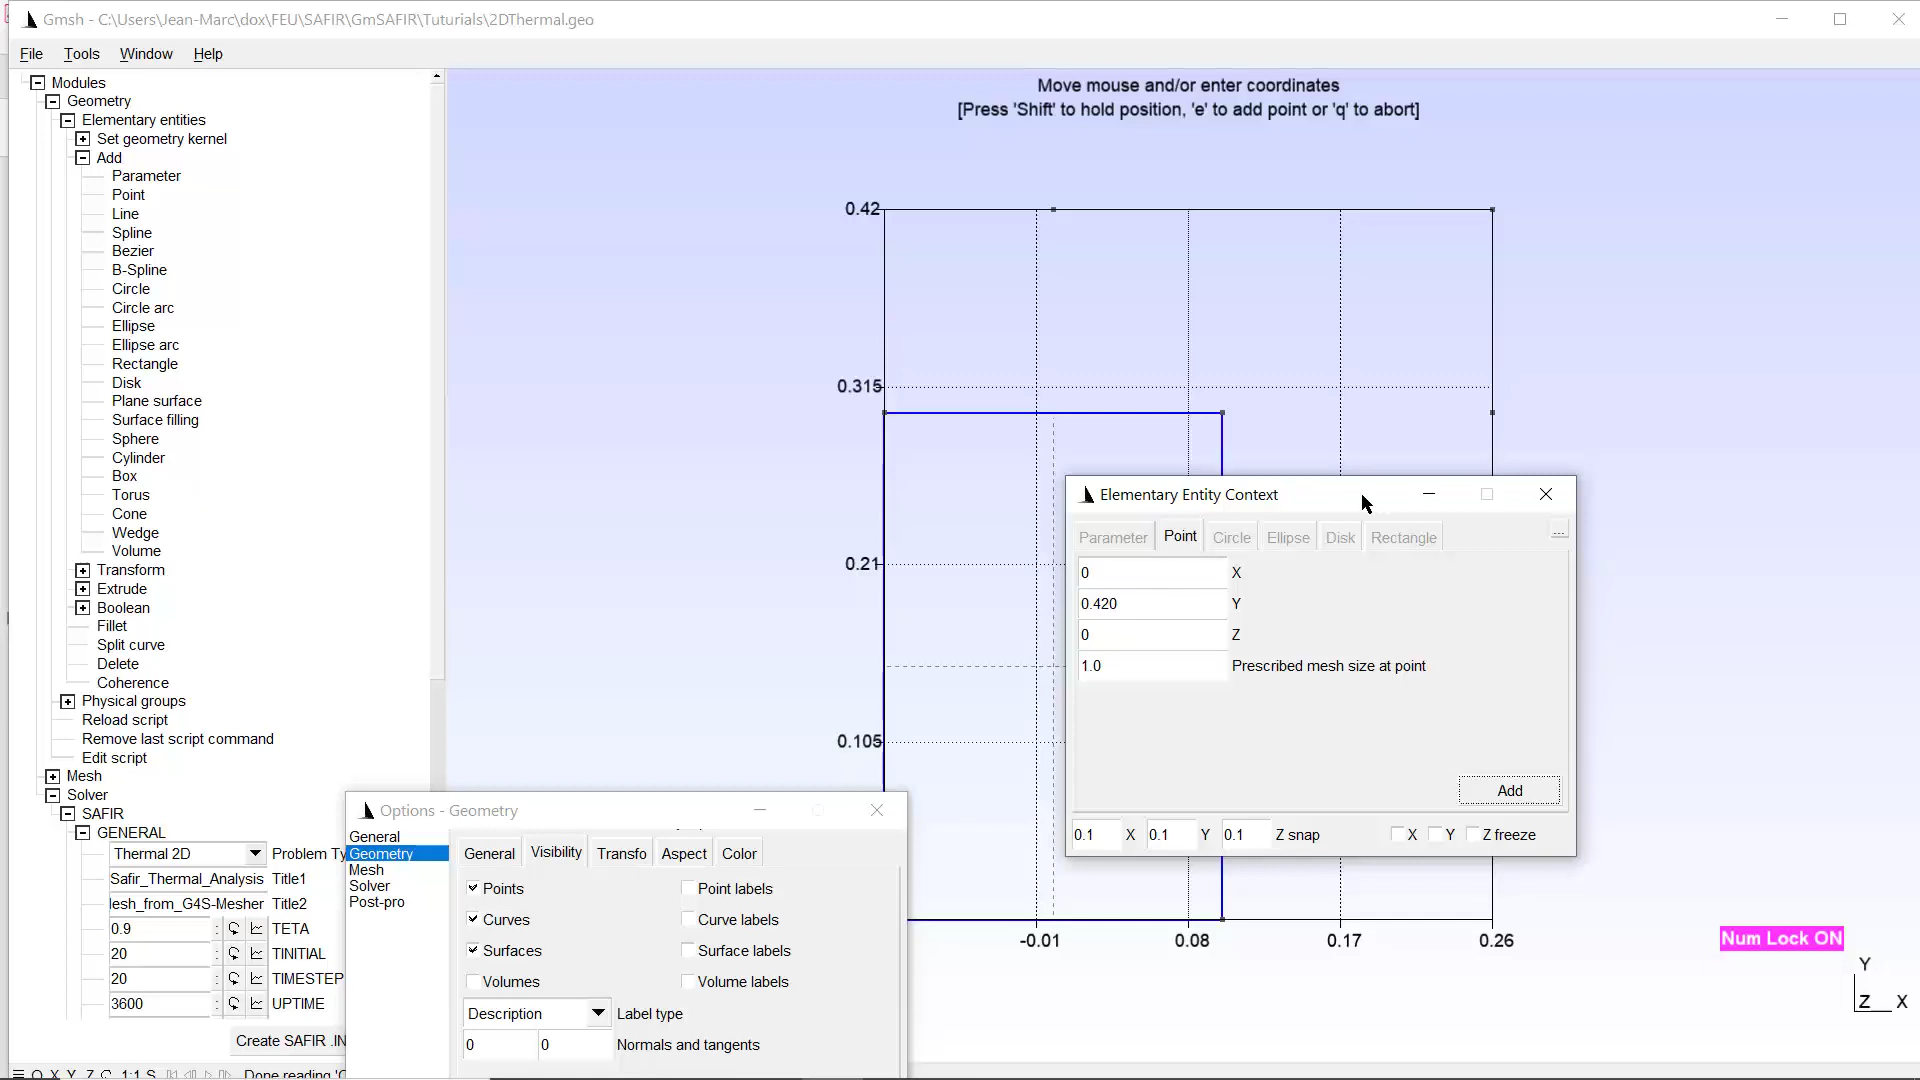 Gmsh - C:\Users\Jean-Marc\dox\FEU\SAFIR\GmSAFIR\Tuturials\2DThermal.geo
File Tools Window Help
Modules
Geometry
Elementary entities
Set geometry kernel
Add
Parameter
Point
Line
Spline
Bezier
B-Spline
Circle
Circle arc
Ellipse
Ellipse arc
Rectangle
Disk
Plane surface
Surface filling
Sphere
Cylinder
Box
Torus
Cone
Wedge
Volume
Transform
Extrude
Boolean
Fillet
Split curve
Delete
Coherence
Physical groups
Reload script
Remove last script command
Edit script
Mesh
Solver
SAFIR
GENERAL
Thermal 2D Problem Ty
Safir_Thermal_Analysis Title1
lesh_from_G4S-Mesher Title2
0.9 : TETA
20 : TINITIAL
20 : TIMESTEP
3600 : UPTIME
Create SAFIR .IN
O X Y Z 1:1 S Done reading 'C
Move mouse and/or enter coordinates
[Press 'Shift' to hold position, 'e' to add point or 'q' to abort]
0.42
0.315
0.21
0.105
-0.01 0.08 0.17 0.26
Elementary Entity Context
Parameter Point Circle Ellipse Disk Rectangle ...
0 X
0.420 Y
0 Z
1.0 Prescribed mesh size at point
Add
0.1 X 0.1 Y 0.1 Z snap X Y Z freeze
Options - Geometry
General
Geometry
Mesh
Solver
Post-pro
General Visibility Transfo Aspect Color
Points Point labels
Curves Curve labels
Surfaces Surface labels
Volumes Volume labels
Description Label type
0 0 Normals and tangents
Num Lock ON
Y
Z X